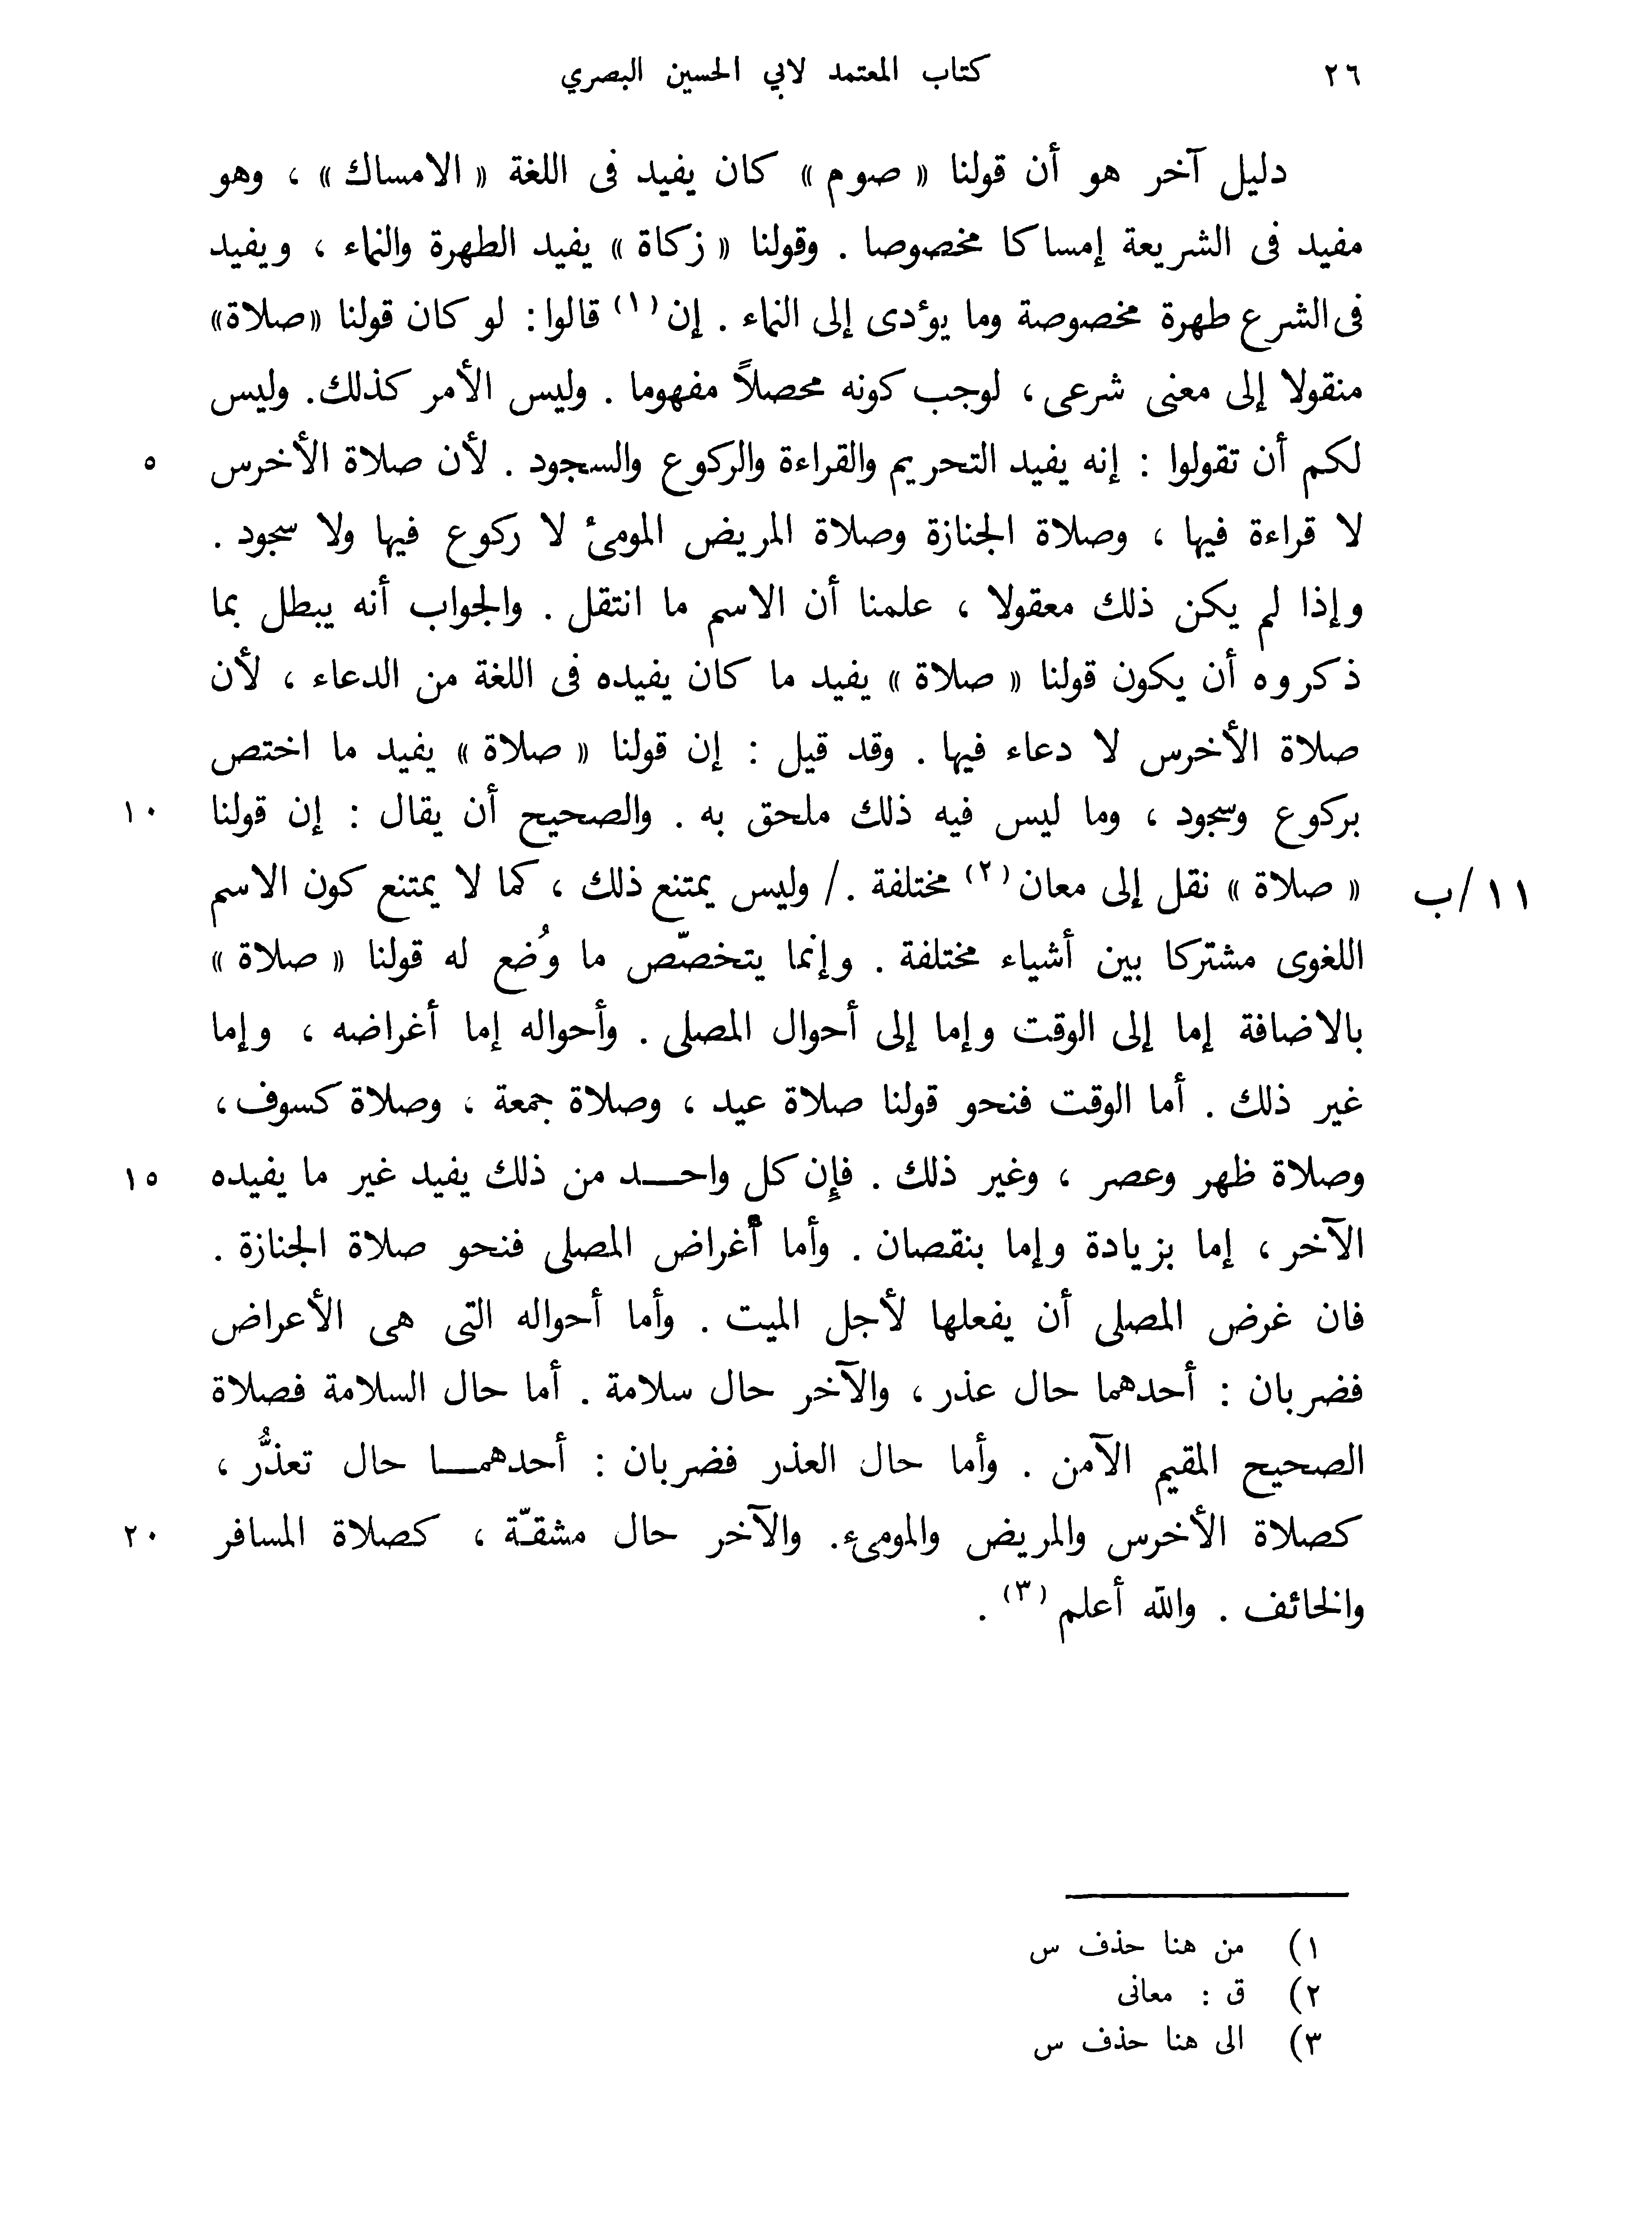 ٢٦ كتاب المعتمد لابي الحسين البصري
دليل آخر هو أن قولنا « صوم » كان يفيد فى اللغة « الامساك » ، وهو
مفيد فى الشريعة إمساكا مخصوصا . وقولنا « زكاة » يفيد الطهرة والنماء ، ويفيد
فى الشرع طهرة مخصوصة وما يؤدى إلى النماء . إن (١) قالوا : لو كان قولنا «صلاة»
منقولا إلى معنى شرعى ، لوجب كونه محصلاً مفهوما . وليس الأمر كذلك. وليس
لكم أن تقولوا : إنه يفيد التحريم والقراءة والركوع والسجود . لأن صلاة الأخرس ٥
لا قراءة فيها ، وصلاة الجنازة وصلاة المريض المومئ لا ركوع فيها ولا سجود .
وإذا لم يكن ذلك معقولا ، علمنا أن الاسم ما انتقل . والجواب أنه يبطل بما
ذكروه أن يكون قولنا « صلاة » يفيد ما كان يفيده فى اللغة من الدعاء ، لأن
صلاة الأخرس لا دعاء فيها . وقد قيل : إن قولنا « صلاة » يفيد ما اختص
بركوع وسجود ، وما ليس فيه ذلك ملحق به . والصحيح أن يقال : إن قولنا ١٠
١١/ب « صلاة » نقل إلى معان (٢) مختلفة ./ وليس يمتنع ذلك ، كما لا يمتنع كون الاسم
اللغوى مشتركا بين أشياء مختلفة . وإنما يتخصّص ما وُضع له قولنا « صلاة »
بالاضافة إما إلى الوقت وإما إلى أحوال المصلى . وأحواله إما أغراضه ، وإما
غير ذلك . أما الوقت فنحو قولنا صلاة عيد ، وصلاة جمعة ، وصلاة كسوف ،
وصلاة ظهر وعصر ، وغير ذلك . فإن كل واحـــد من ذلك يفيد غير ما يفيده ١٥
الآخر ، إما بزيادة وإما بنقصان . وأما أغراض المصلى فنحو صلاة الجنازة .
فان غرض المصلى أن يفعلها لأجل الميت . وأما أحواله التى هى الأعراض
فضربان : أحدهما حال عذر ، والآخر حال سلامة . أما حال السلامة فصلاة
الصحيح المقيم الآمن . وأما حال العذر فضربان : أحدهمـــا حال تعذُّر ،
كصلاة الأخرس والمريض والمومىء. والآخر حال مشقـّة ، كصلاة المسافر ٢٠
والخائف . والله أعلم (٣) .
١) من هنا حذف س
٢) ق : معانى
٣) الى هنا حذف س